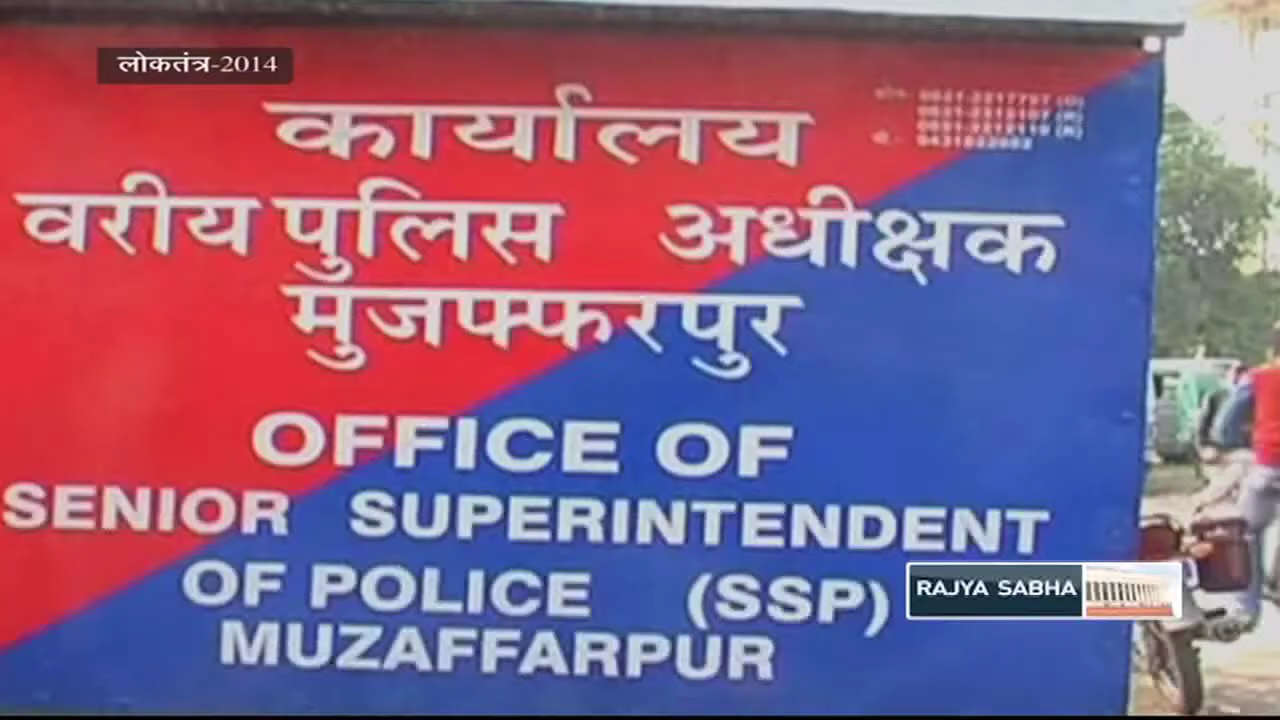 लोकतंत्र-2014
कार्यालय
वरीय पुलिस अधीक्षक
मुजफ्फरपुर
OFFICE OF
SENIOR SUPERINTENDENT
OF POLICE (SSP)
MUZAFFARPUR
RAJYA SABHA